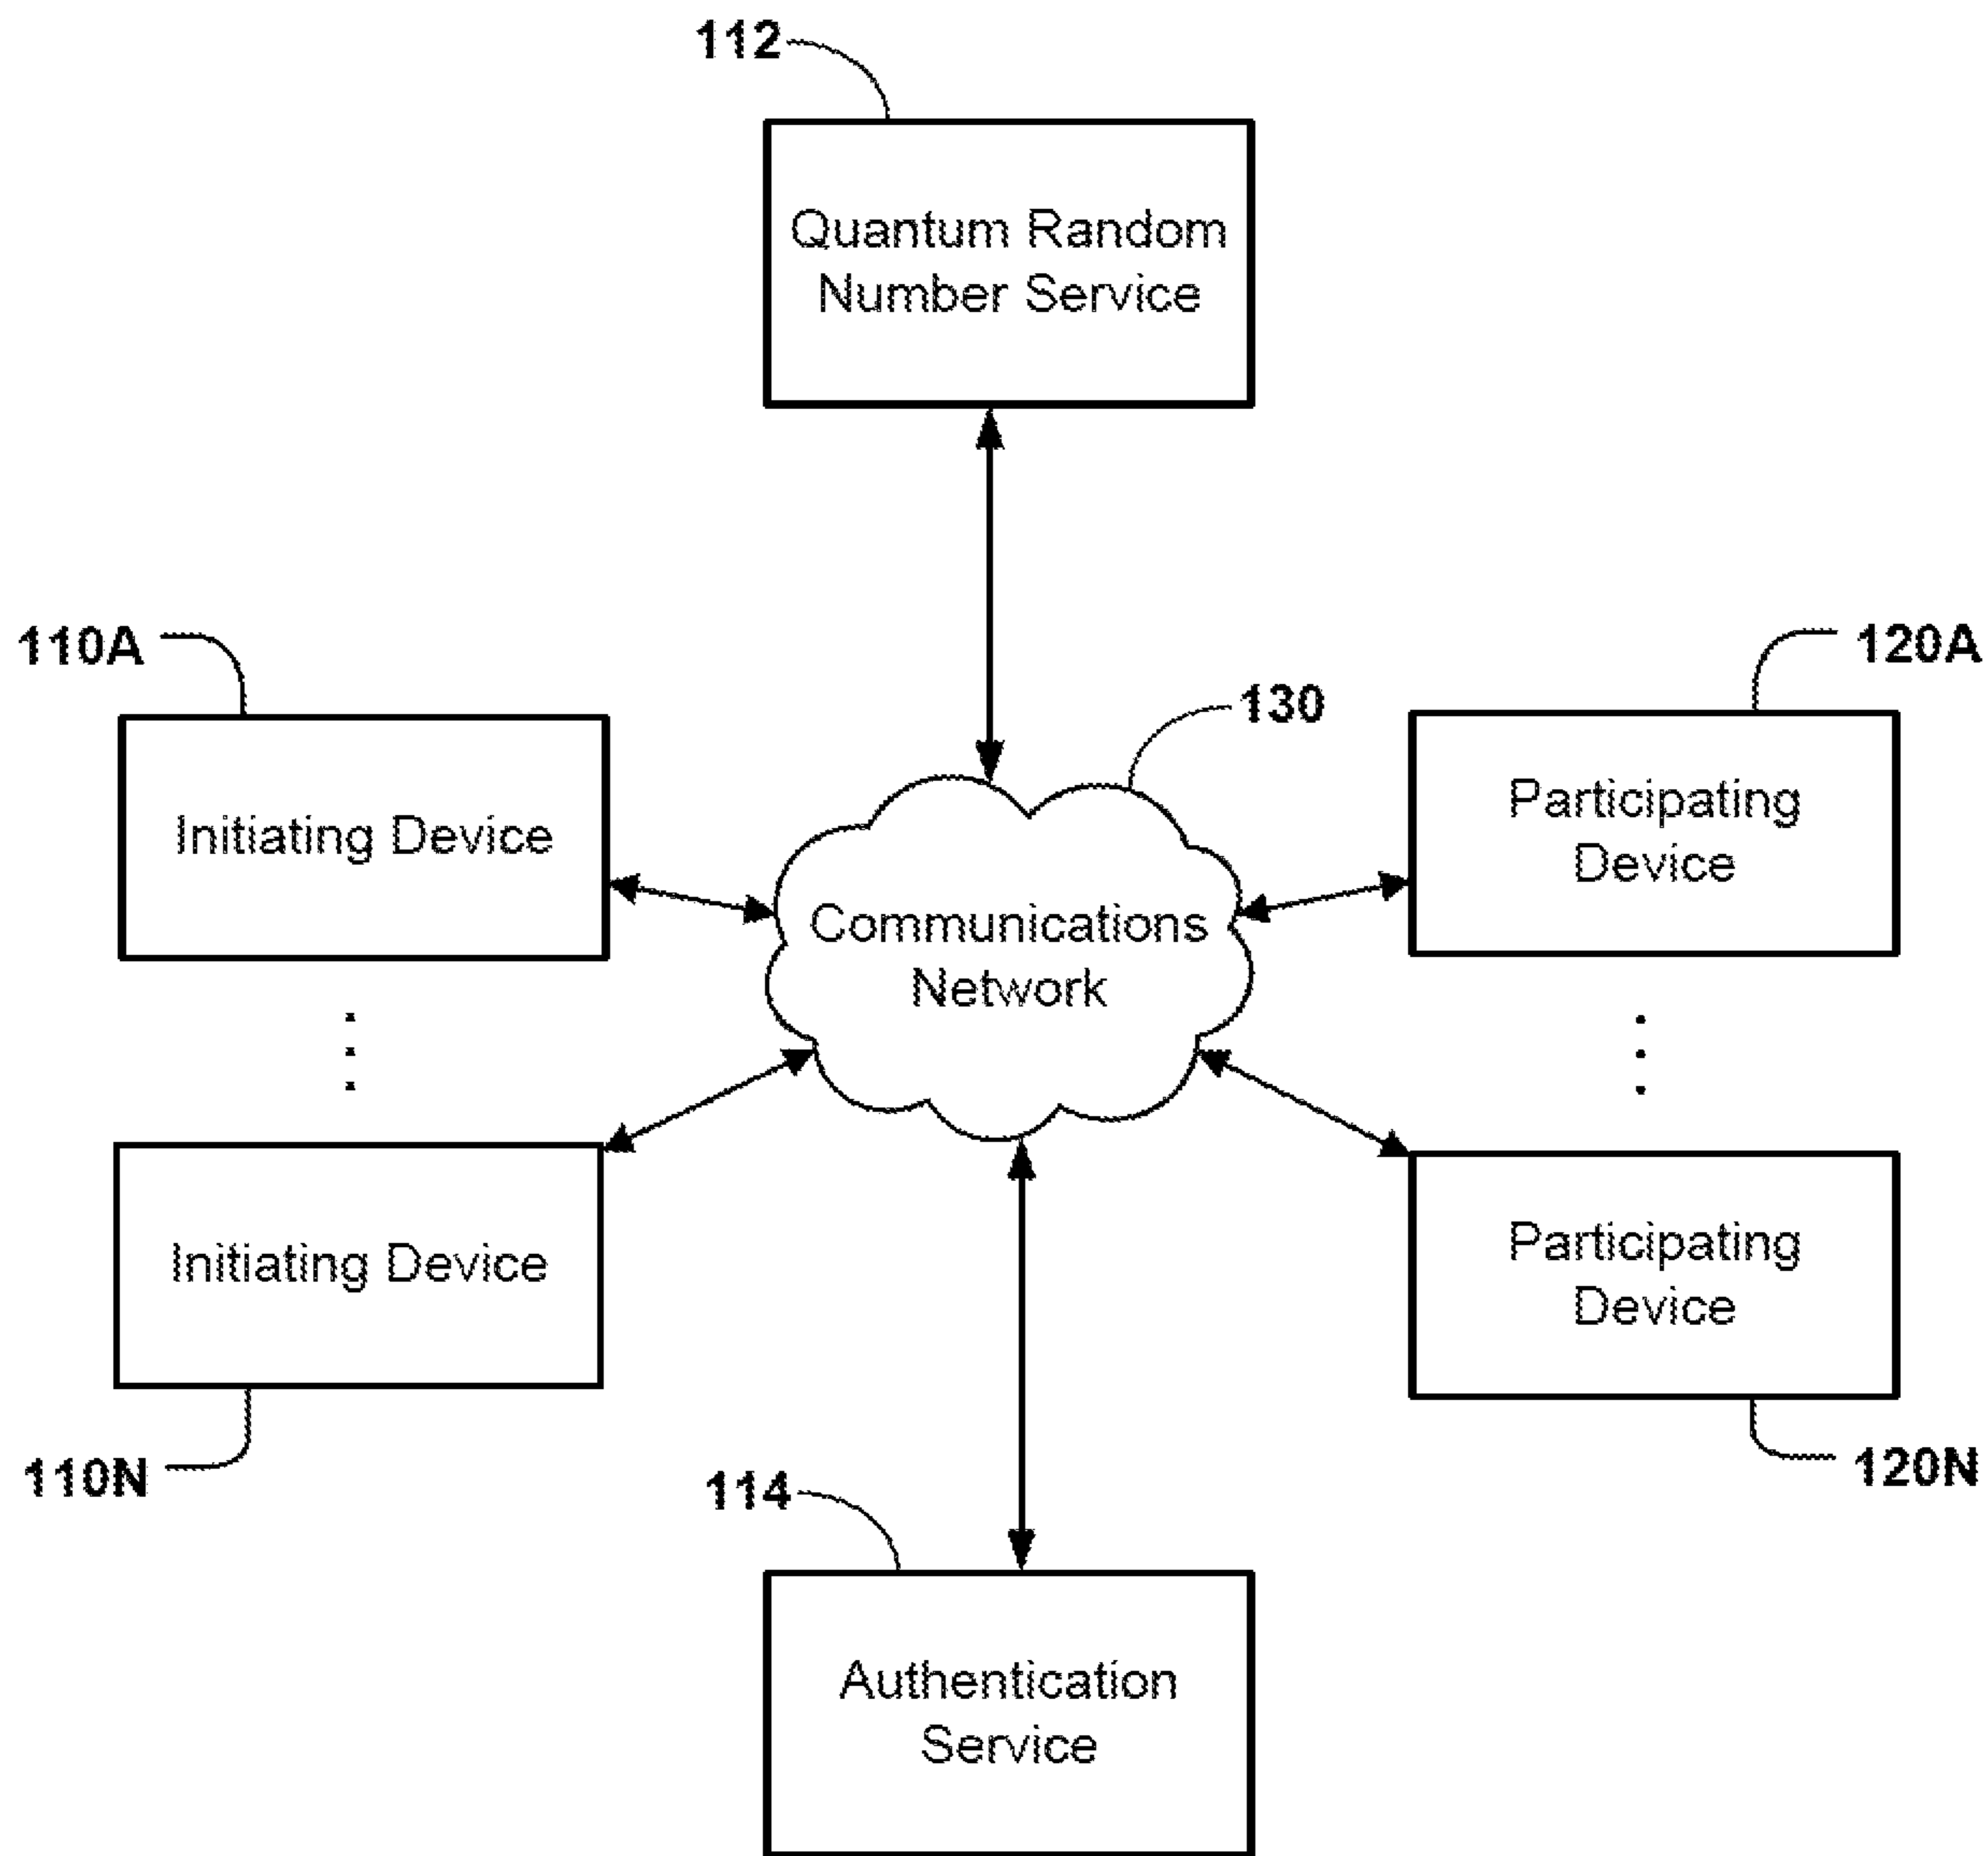 112
Quantum Random
Number Service
110A
120A
130
Initiating Device
Participating
Device
Communications
Network
Initiating Device
Participating
Device
110N
120N
114
Authentication
Service